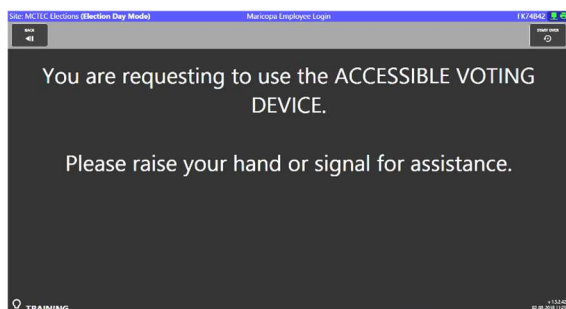 Site: MCTEC Elections (Election Day Mode) Maricopa Employee Login FK74B42
BACK START OVER
You are requesting to use the ACCESSIBLE VOTING
DEVICE.
Please raise your hand or signal for assistance.
TRAINING